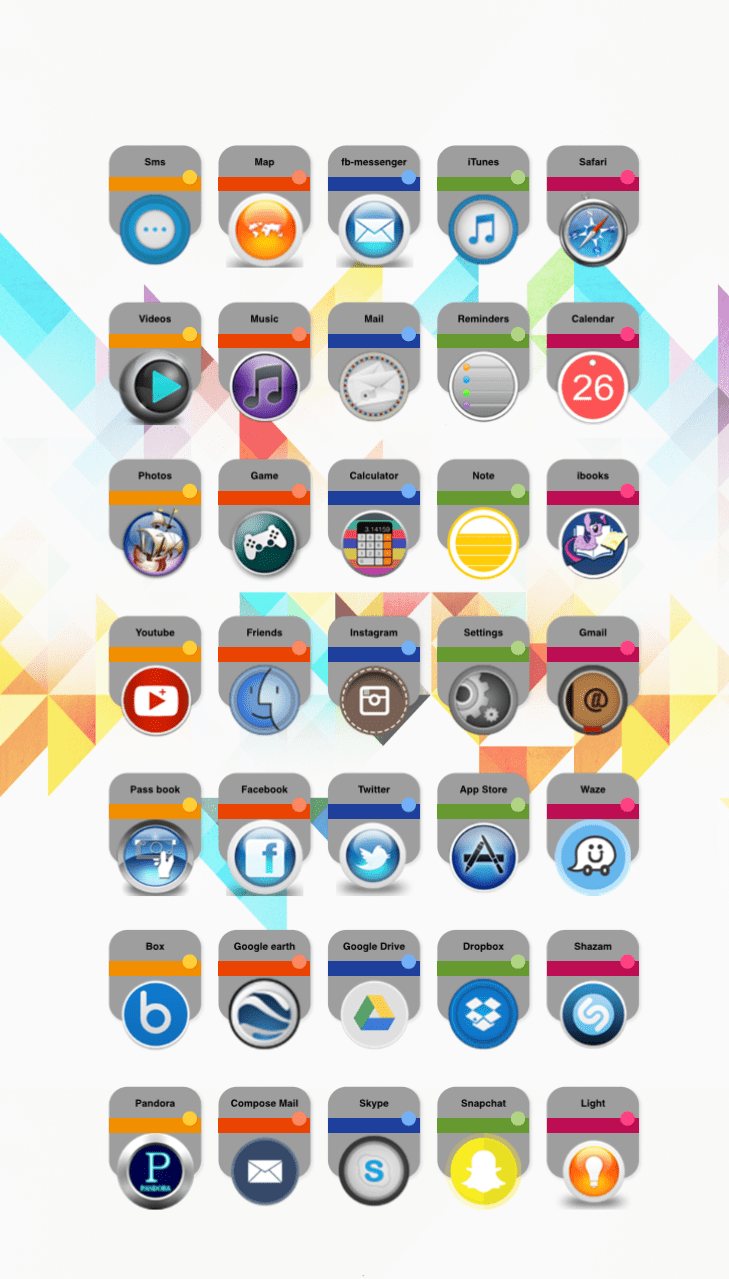 Sms Map fb-messenger iTunes Safari
Videos Music Mail Reminders Calendar
26
Photos Game Calculator Note ibooks
3.14159
Youtube Friends Instagram Settings Gmail
@
Pass book Facebook Twitter App Store Waze
f
Box Google earth Google Drive Dropbox Shazam
b
Pandora Compose Mail Skype Snapchat Light
P
PANDORA
S